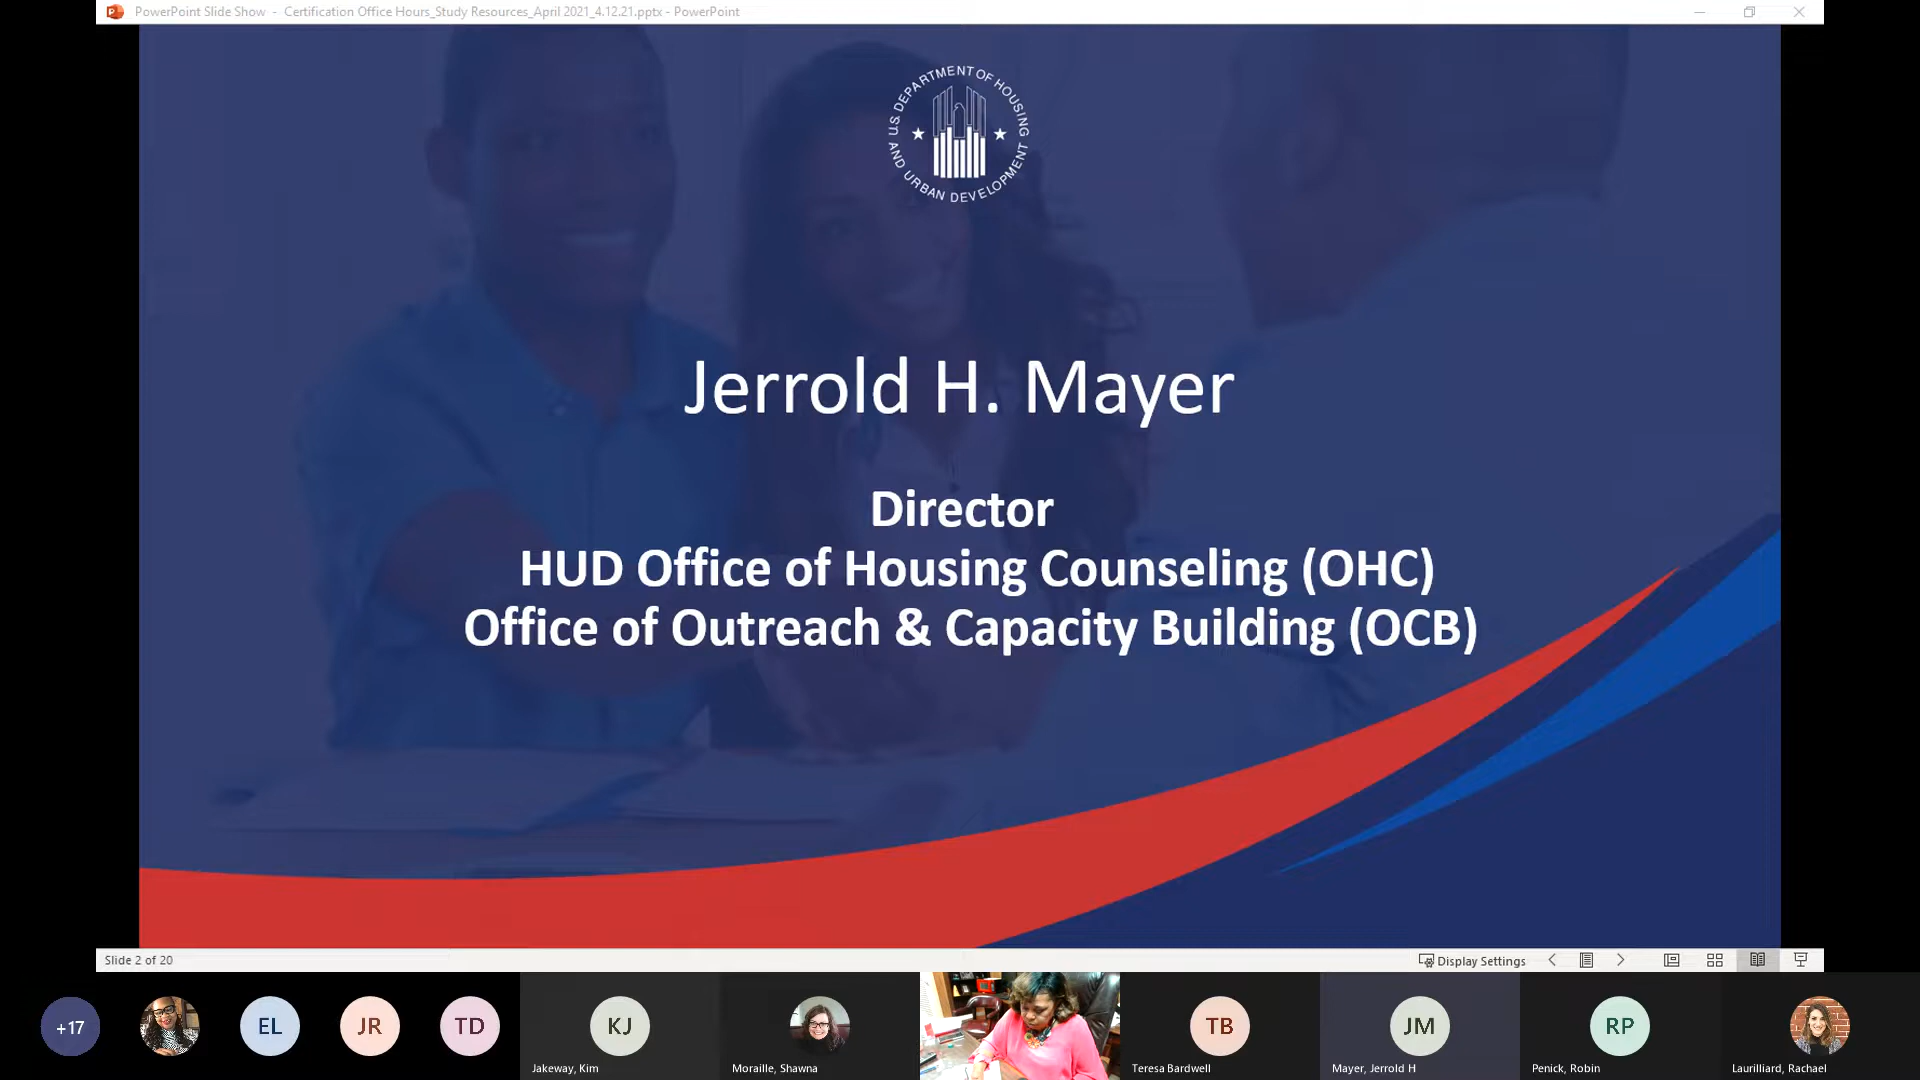 PowerPoint Slide Show - Certification Office Hours_Study Resources_April 2021_4.12.21.pptx - PowerPoint
U.S. DEPARTMENT OF HOUSING
AND URBAN DEVELOPMENT
Jerrold H. Mayer
Director
HUD Office of Housing Counseling (OHC)
Office of Outreach & Capacity Building (OCB)
Slide 2 of 20
Display Settings
+17
EL
JR
TD
KJ
TB
JM
RP
Jakeway, Kim
Moraille, Shawna
Teresa Bardwell
Mayer, Jerrold H
Penick, Robin
Laurilliard, Rachael